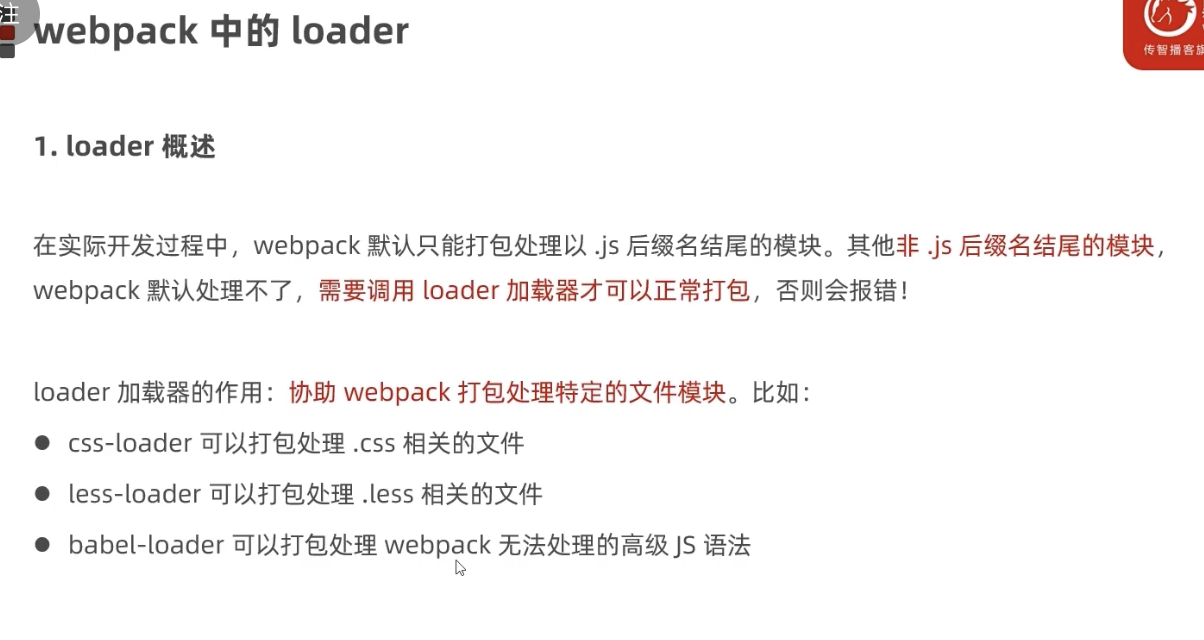 注
webpack 中的 loader
传智播客旗
1. loader 概述
在实际开发过程中，webpack 默认只能打包处理以 .js 后缀名结尾的模块。其他非 .js 后缀名结尾的模块，
webpack 默认处理不了，需要调用 loader 加载器才可以正常打包，否则会报错！
loader 加载器的作用：协助 webpack 打包处理特定的文件模块。比如：
● css-loader 可以打包处理 .css 相关的文件
● less-loader 可以打包处理 .less 相关的文件
● babel-loader 可以打包处理 webpack 无法处理的高级 JS 语法